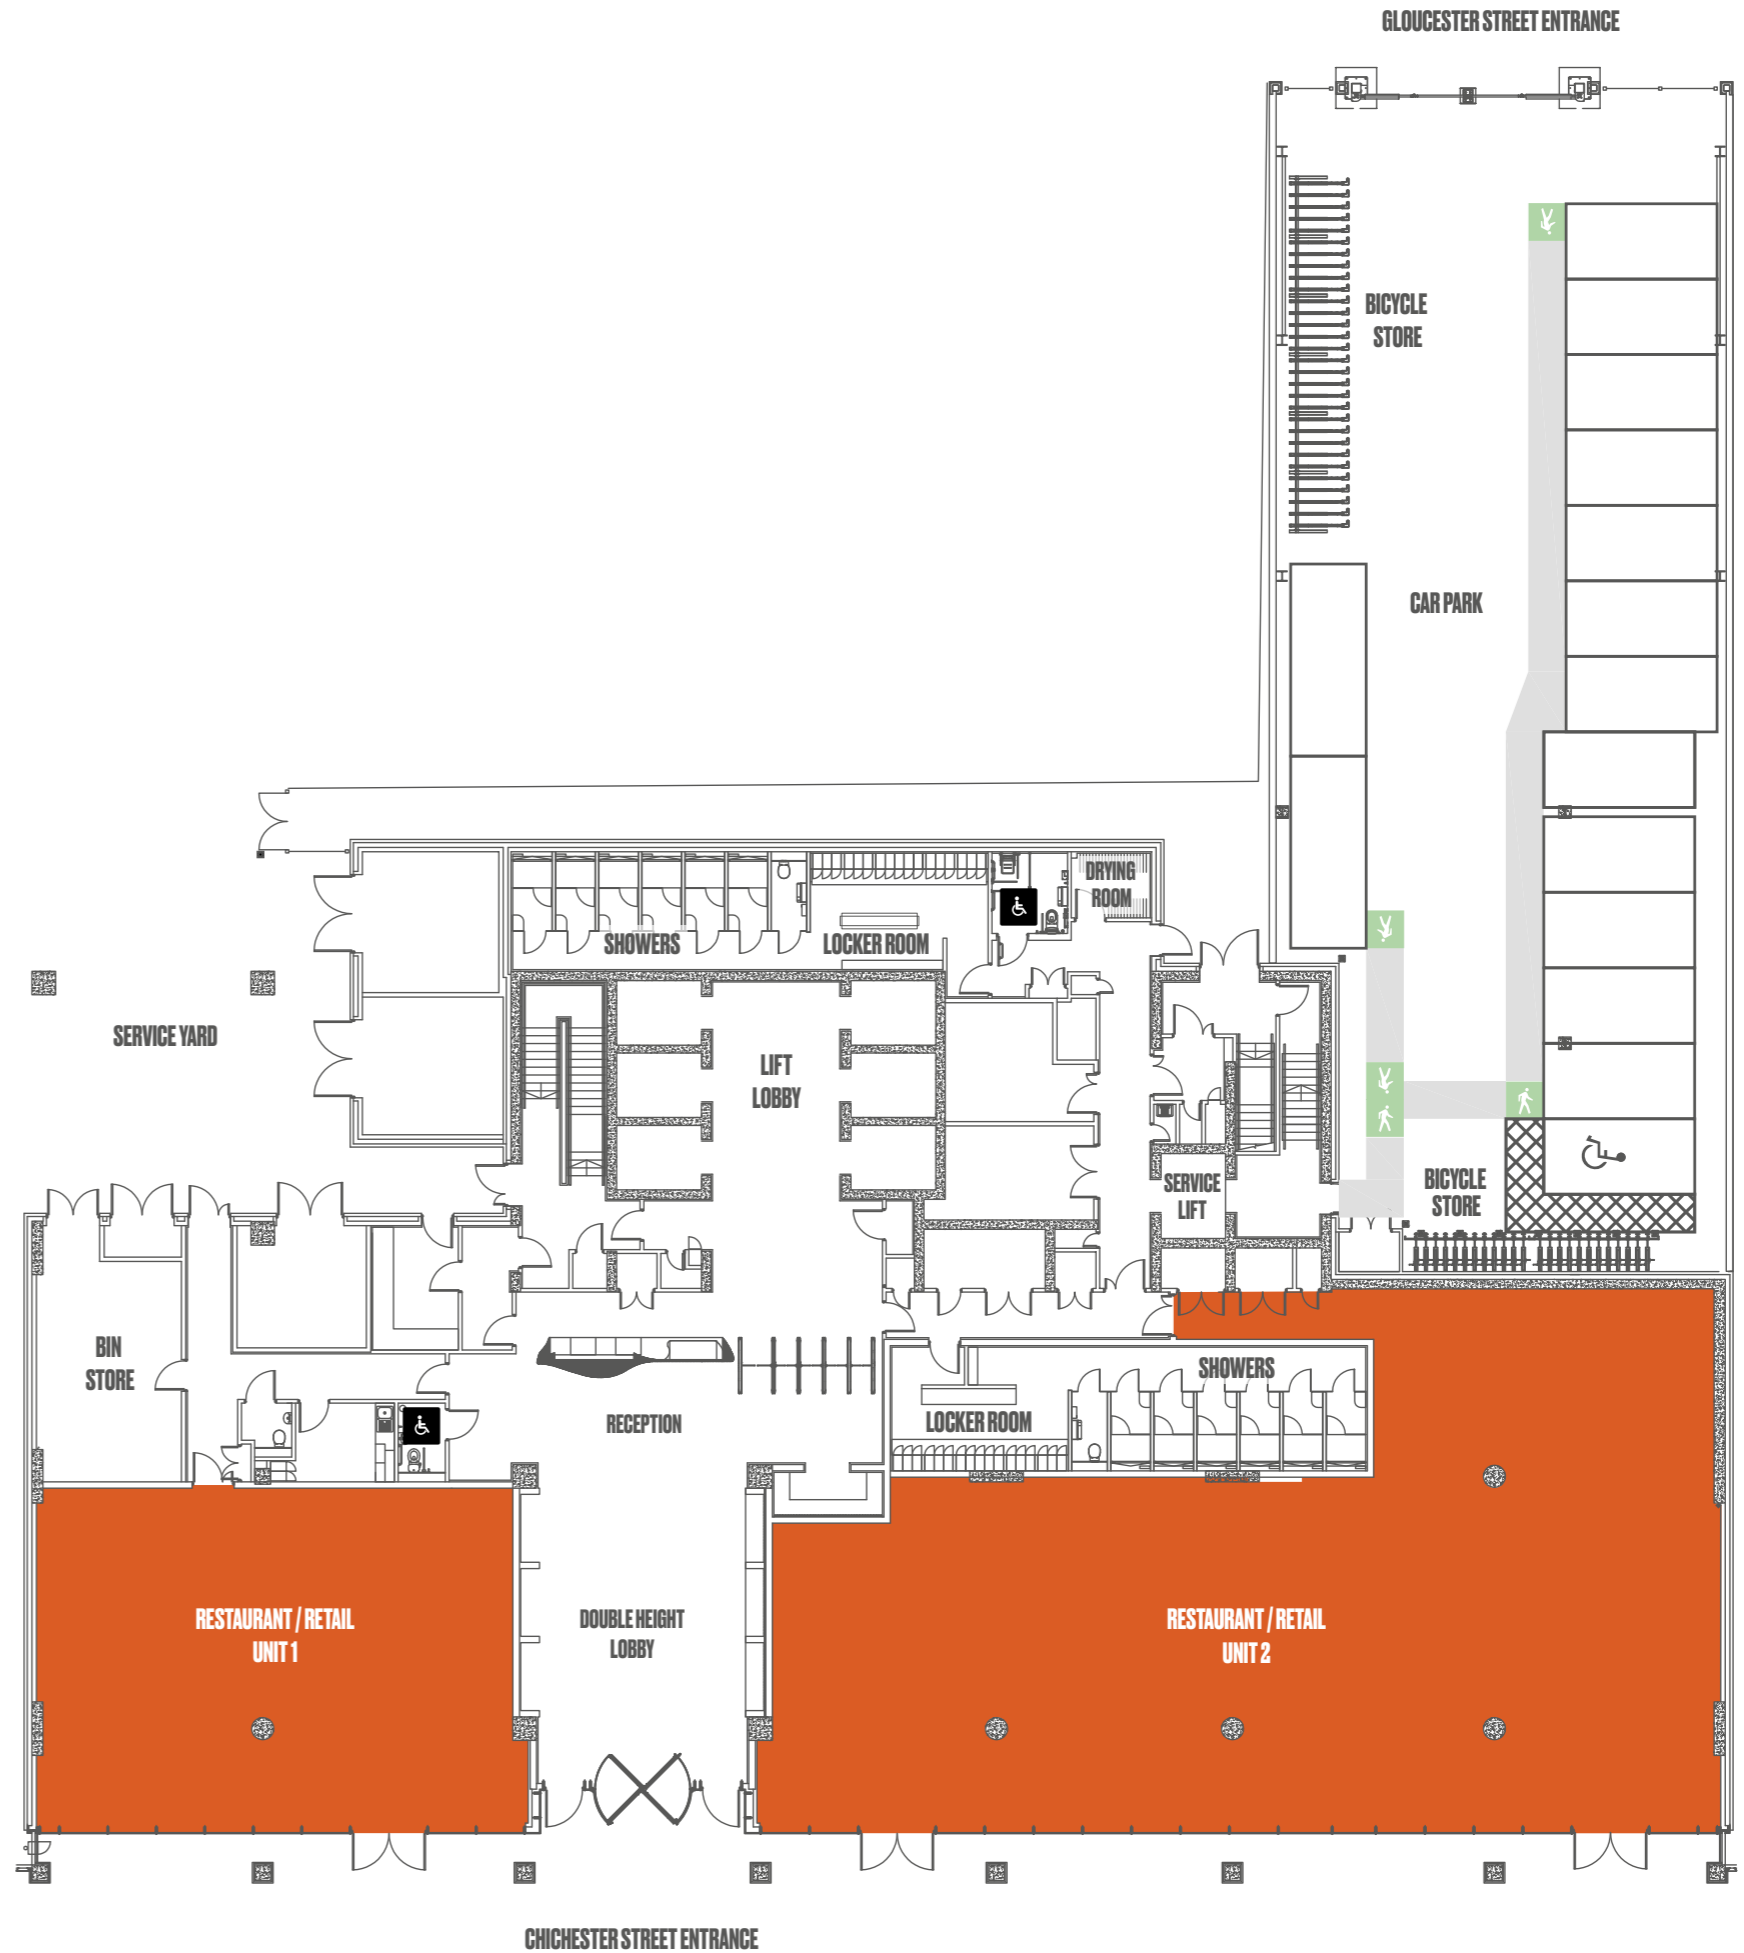 GLOUCESTER STREET ENTRANCE
BICYCLE
STORE
CAR PARK
DRYING
ROOM
SHOWERS
LOCKER ROOM
SERVICE YARD
LIFT
LOBBY
SERVICE
LIFT
BICYCLE
STORE
BIN
STORE
SHOWERS
RECEPTION
LOCKER ROOM
RESTAURANT / RETAIL
UNIT 1
DOUBLE HEIGHT
LOBBY
RESTAURANT / RETAIL
UNIT 2
CHICHESTER STREET ENTRANCE